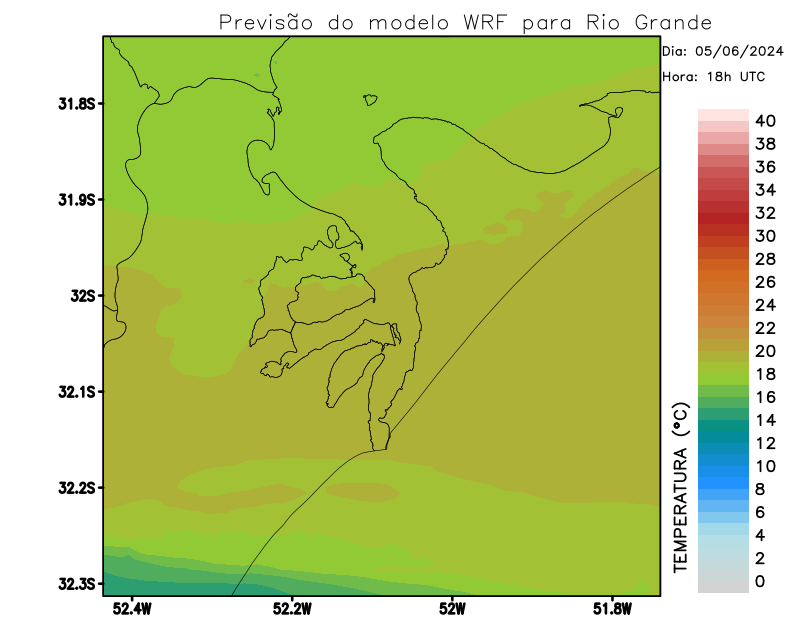 Previsão do modelo WRF para Rio Grande
Dia: 05/06/2024
Hora: 18h UTC
31.8S
31.9S
32S
32.1S
32.2S
32.3S
52.4W
52.2W
52W
51.8W
TEMPERATURA (°C)
40
38
36
34
32
30
28
26
24
22
20
18
16
14
12
10
8
6
4
2
0